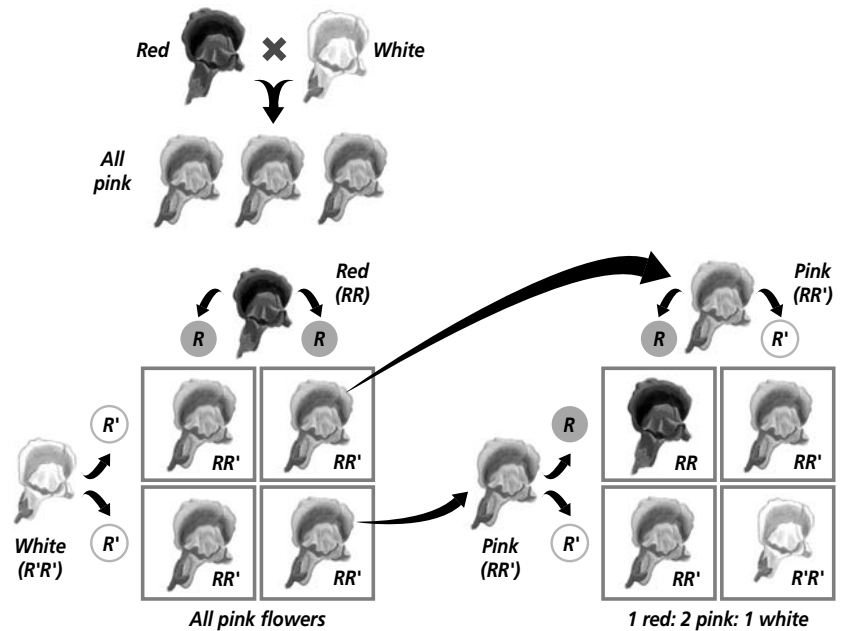 Red
White
All
pink
Red
(RR)
R
R
R'
R'
White
(R'R')
RR'
RR'
RR'
RR'
All pink flowers
Pink
(RR')
R
R'
R
R'
Pink
(RR')
RR
RR'
RR'
R'R'
1 red: 2 pink: 1 white